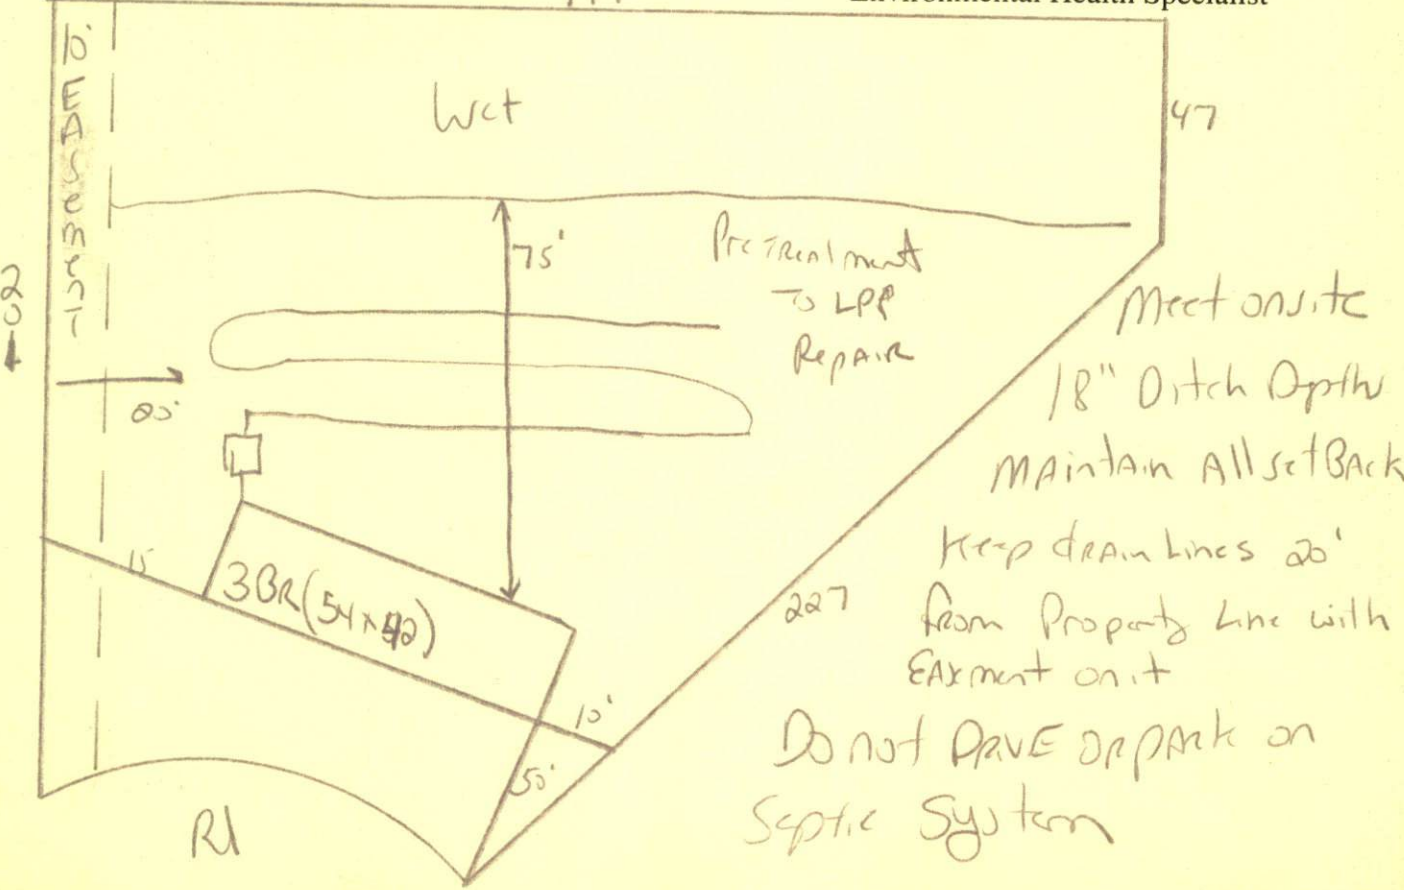 Environmental Health Specialist
10' EAsement
Wet
47
75'
PreTreatment
To LPP
RepAIR
20'
Meet onsite
18" Ditch Depth
MAintAin All setBAck
Keep drAin Lines 20'
from Property Line with
EAsment on it
Do not DRVE or pARk on
Septic System
15
3BR(54x42)
227
10'
50'
Rd